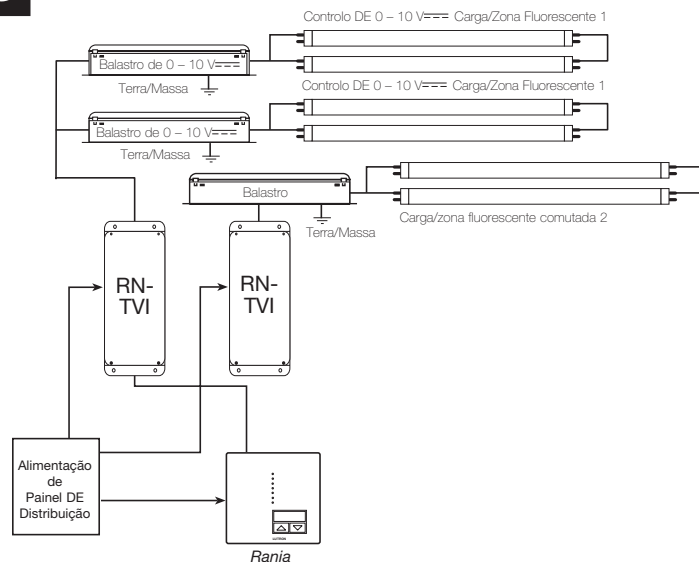 Controlo DE 0 – 10 V Carga/Zona Fluorescente 1
Balastro de 0 – 10 V
Terra/Massa
Controlo DE 0 – 10 V Carga/Zona Fluorescente 1
Balastro de 0 – 10 V
Terra/Massa
Balastro
Terra/Massa
Carga/zona fluorescente comutada 2
RN-
TVI
RN-
TVI
Alimentação
de
Painel DE
Distribuição
LUTRON
Rania